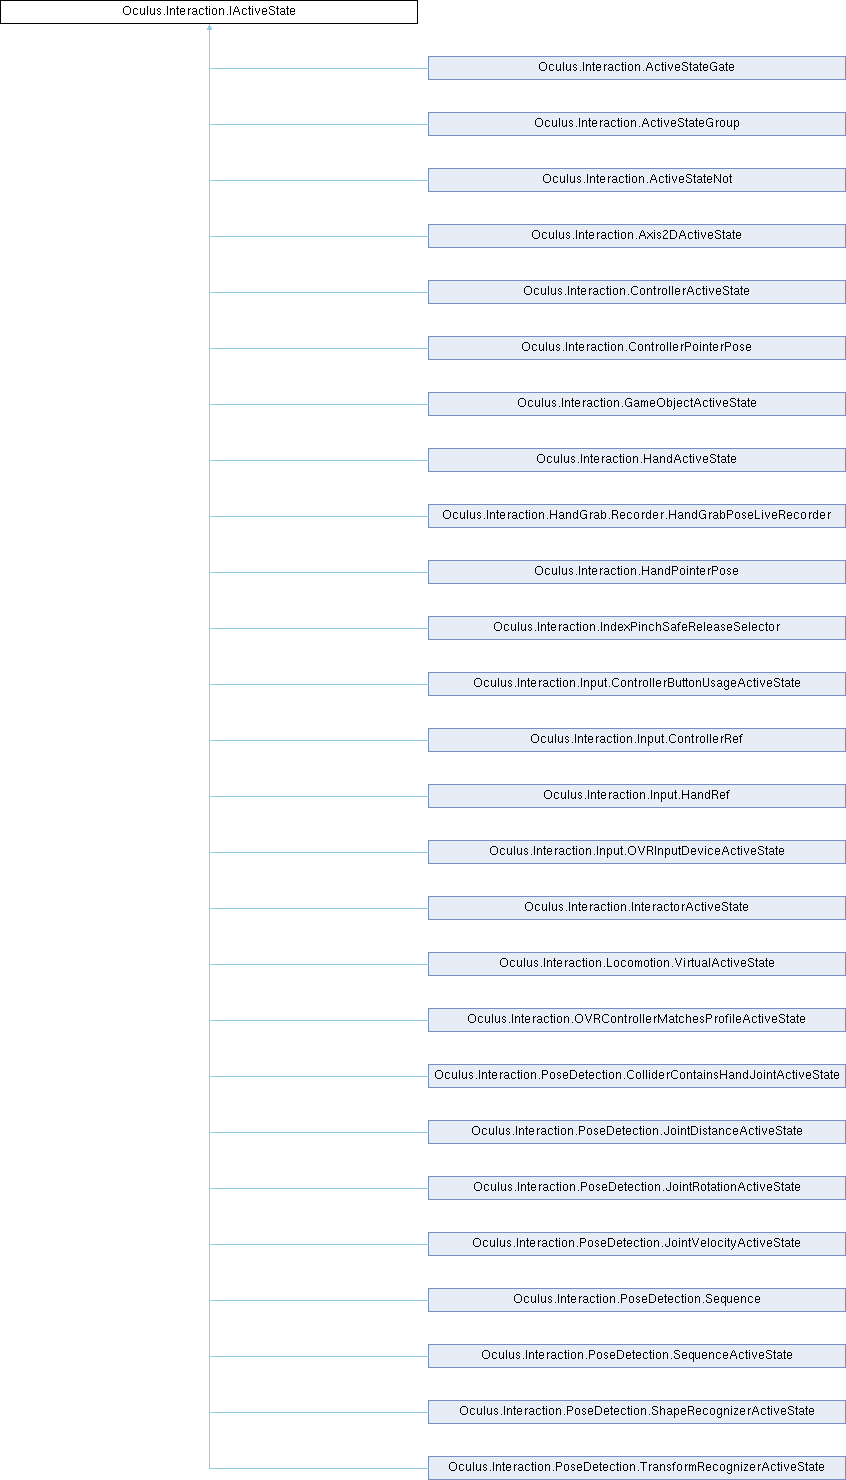 Oculus.Interaction.IActiveState
Oculus.Interaction.ActiveStateGate
Oculus.Interaction.ActiveStateGroup
Oculus.Interaction.ActiveStateNot
Oculus.Interaction.Axis2DActiveState
Oculus.Interaction.ControllerActiveState
Oculus.Interaction.ControllerPointerPose
Oculus.Interaction.GameObjectActiveState
Oculus.Interaction.HandActiveState
Oculus.Interaction.HandGrab.Recorder.HandGrabPoseLiveRecorder
Oculus.Interaction.HandPointerPose
Oculus.Interaction.IndexPinchSafeReleaseSelector
Oculus.Interaction.Input.ControllerButtonUsageActiveState
Oculus.Interaction.Input.ControllerRef
Oculus.Interaction.Input.HandRef
Oculus.Interaction.Input.OVRInputDeviceActiveState
Oculus.Interaction.InteractorActiveState
Oculus.Interaction.Locomotion.VirtualActiveState
Oculus.Interaction.OVRControllerMatchesProfileActiveState
Oculus.Interaction.PoseDetection.ColliderContainsHandJointActiveState
Oculus.Interaction.PoseDetection.JointDistanceActiveState
Oculus.Interaction.PoseDetection.JointRotationActiveState
Oculus.Interaction.PoseDetection.JointVelocityActiveState
Oculus.Interaction.PoseDetection.Sequence
Oculus.Interaction.PoseDetection.SequenceActiveState
Oculus.Interaction.PoseDetection.ShapeRecognizerActiveState
Oculus.Interaction.PoseDetection.TransformRecognizerActiveState